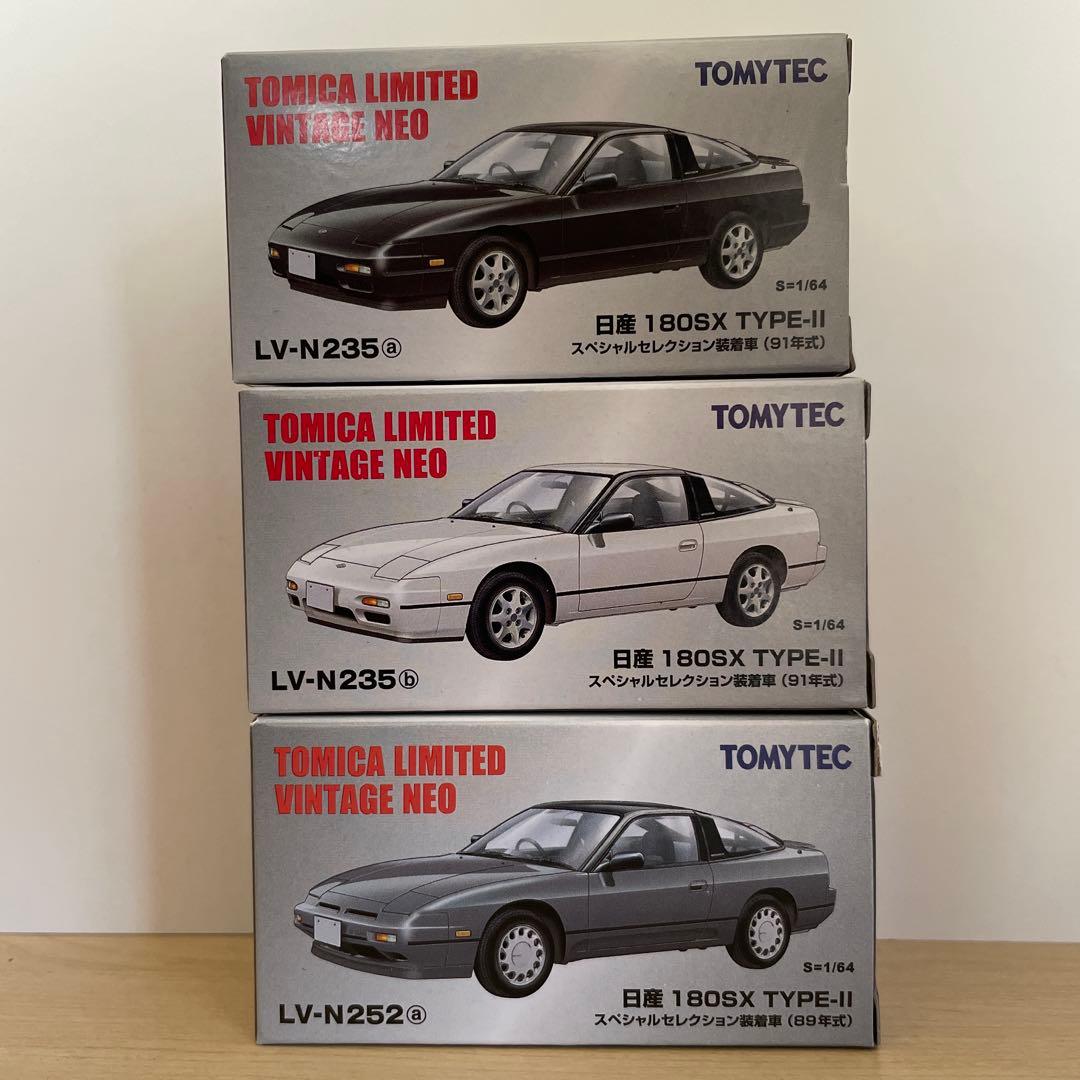 TOMICA LIMITED
VINTAGE NEO
TOMYTEC
S=1/64
日産 180SX TYPE-II
スペシャルセレクション装着車(91年式)
LV-N235ⓐ
TOMICA LIMITED
VINTAGE NEO
TOMYTEC
S=1/64
日産 180SX TYPE-II
スペシャルセレクション装着車(91年式)
LV-N235ⓑ
TOMICA LIMITED
VINTAGE NEO
TOMYTEC
S=1/64
日産 180SX TYPE-II
スペシャルセレクション装着車(89年式)
LV-N252ⓐ